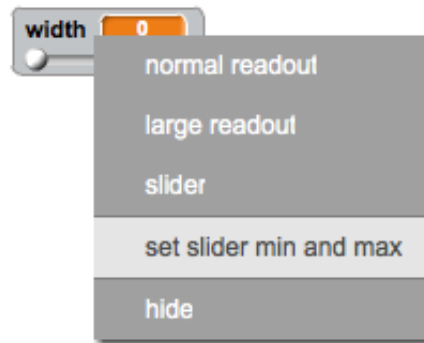 width 0
normal readout
large readout
slider
set slider min and max
hide